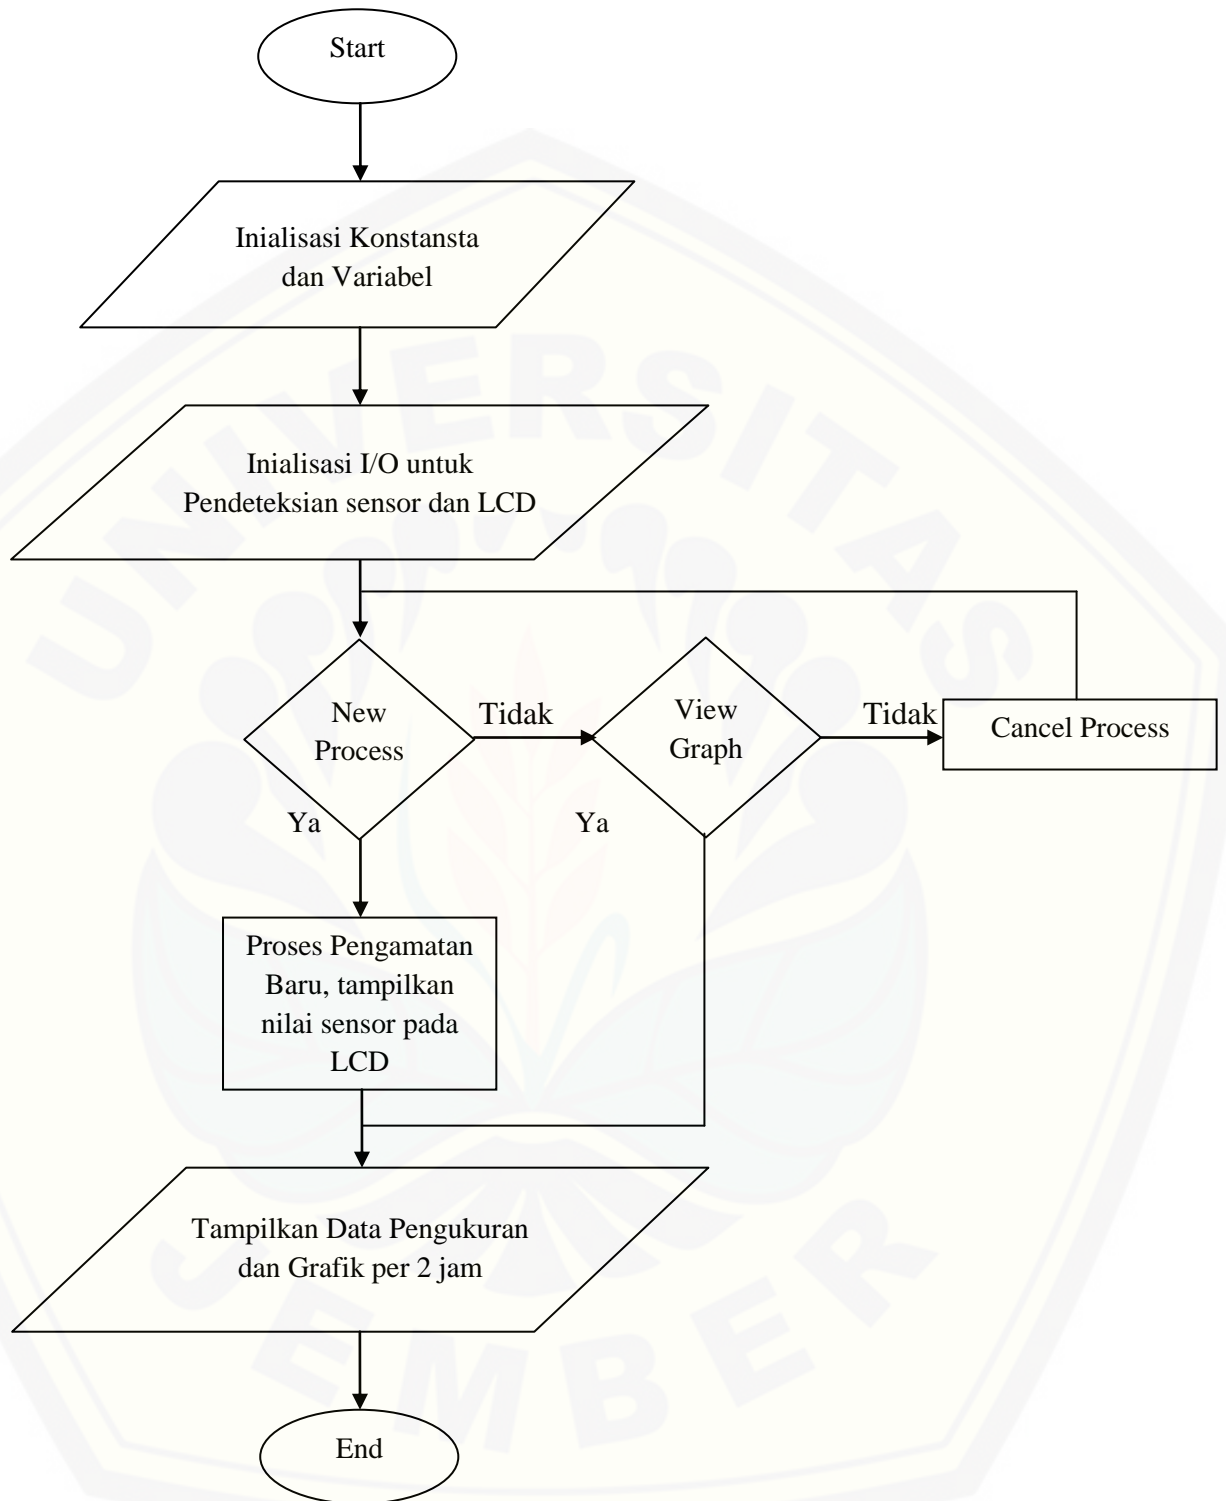 Start
Inialisasi Konstansta
dan Variabel
Inialisasi I/O untuk
Pendeteksian sensor dan LCD
New
Process
Tidak
View
Graph
Tidak
Cancel Process
Ya
Ya
Proses Pengamatan
Baru, tampilkan
nilai sensor pada
LCD
Tampilkan Data Pengukuran
dan Grafik per 2 jam
End
UNIVERSITAS
JEMBER